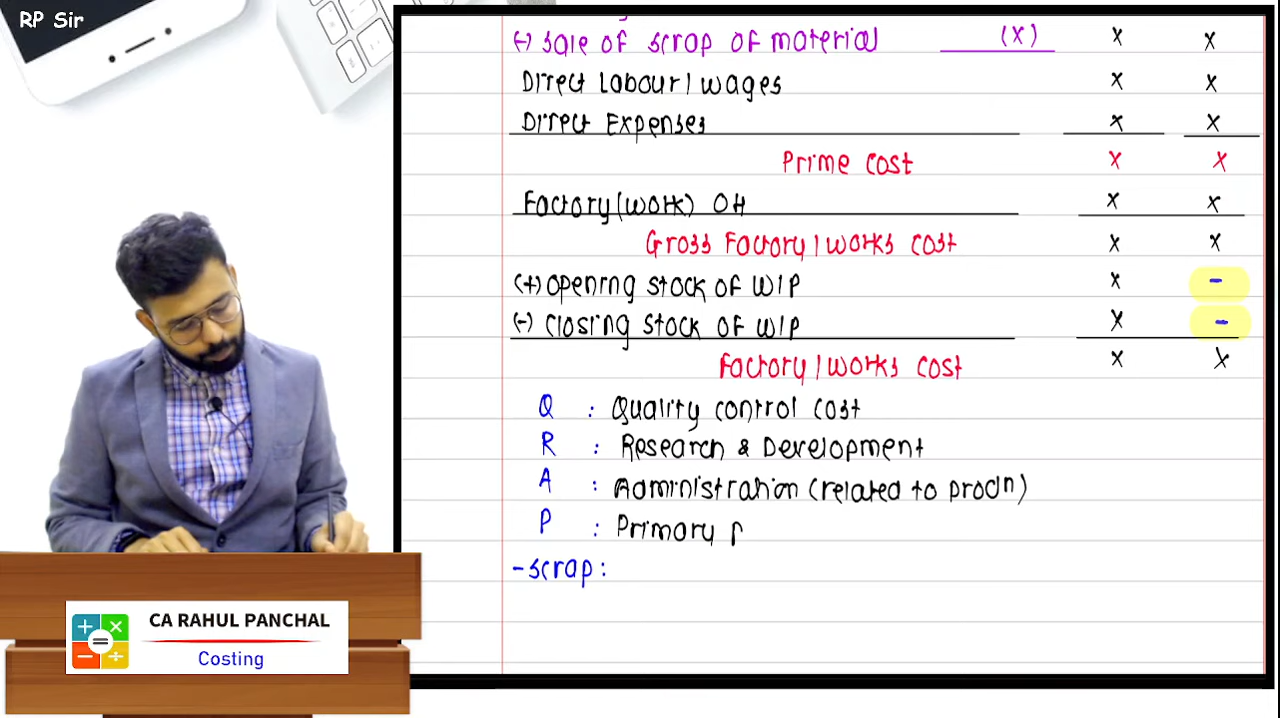 RP Sir
(-) Sale of scrap of material (x) x x
Direct Labour / wages x x
Direct Expenses x x
Prime cost x x
Factory (work) OH x x
Gross Factory / works cost x x
(+) opening stock of WIP x -
(-) closing stock of WIP x -
Factory / works cost x x
Q : Quality control cost
R : Research & Development
A : Administration (related to prodn)
P : Primary p
- scrap :
CA RAHUL PANCHAL
Costing